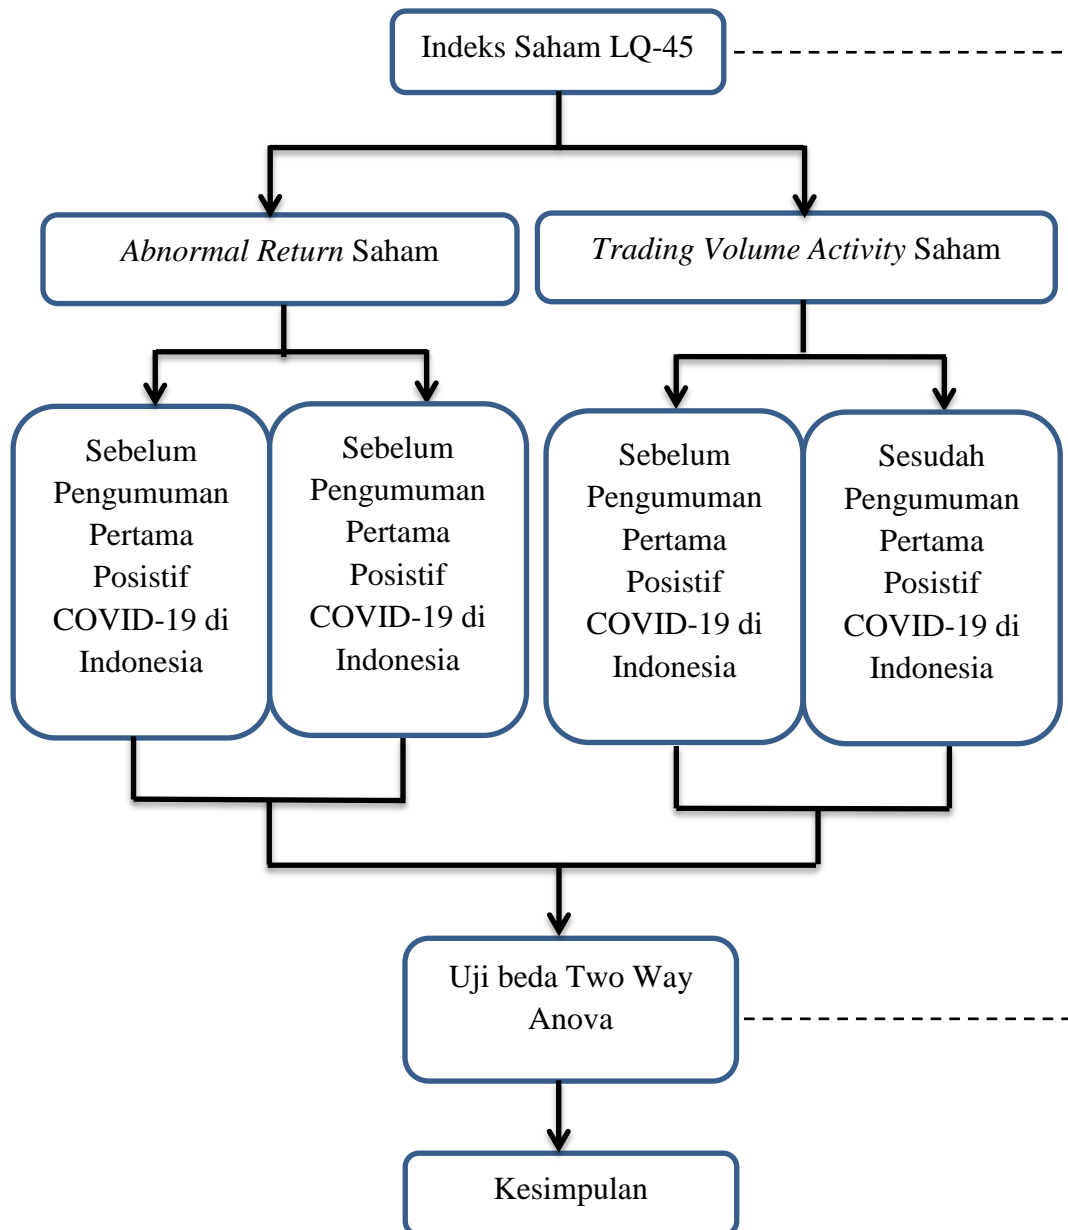 Indeks Saham LQ-45
Abnormal Return Saham
Trading Volume Activity Saham
Sebelum
Pengumuman
Pertama
Posistif
COVID-19 di
Indonesia
Sebelum
Pengumuman
Pertama
Posistif
COVID-19 di
Indonesia
Sebelum
Pengumuman
Pertama
Posistif
COVID-19 di
Indonesia
Sesudah
Pengumuman
Pertama
Posistif
COVID-19 di
Indonesia
Uji beda Two Way
Anova
Kesimpulan